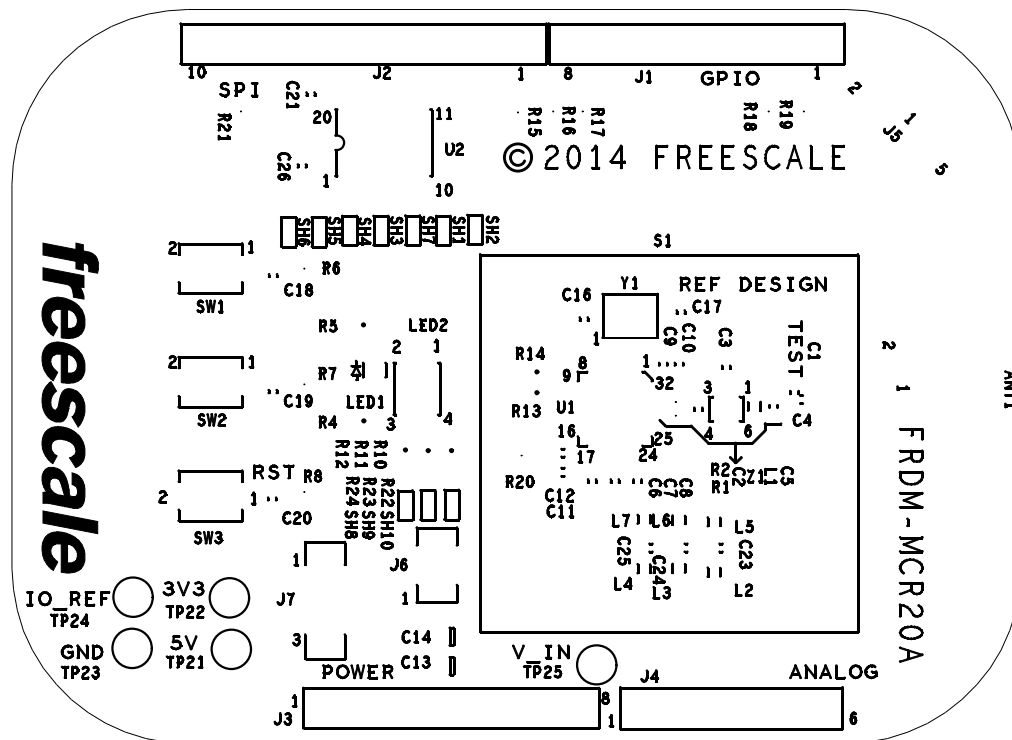 10
J2
1
8
J1
GPIO
1
2
SPI
C21
R21
20
11
R15
R16
R17
R18
R19
1
J5
5
U2
C26
1
10
© 2014 FREESCALE
SH6
SH5
SH4
SH3
SH7
SH1
SH2
S1
freescale
2
1
SW1
C18
R6
Y1
REF DESIGN
C16
C17
1
C9
C10
C3
TEST
C1
R5
LED2
2
1
R14
8
1
2
2
1
R7
9
32
3
1
1
ANT1
C19
LED1
R13
U1
C4
SW2
R4
3
4
16
25
4
6
17
24
R12
R11
R10
FRDM-MCR20A
RST
R8
R20
R2
R1
C2
Z1
L1
C5
2
1
C20
R24
R23
R22
SH8
SH9
SH10
C12
C11
C6
C7
C8
SW3
L7
L6
L5
J6
C25
C24
C23
1
L4
L3
L2
IO_REF
TP24
3V3
TP22
J7
1
GND
TP23
5V
TP21
3
C14
C13
POWER
V_IN
TP25
J4
ANALOG
J3
1
8
1
6